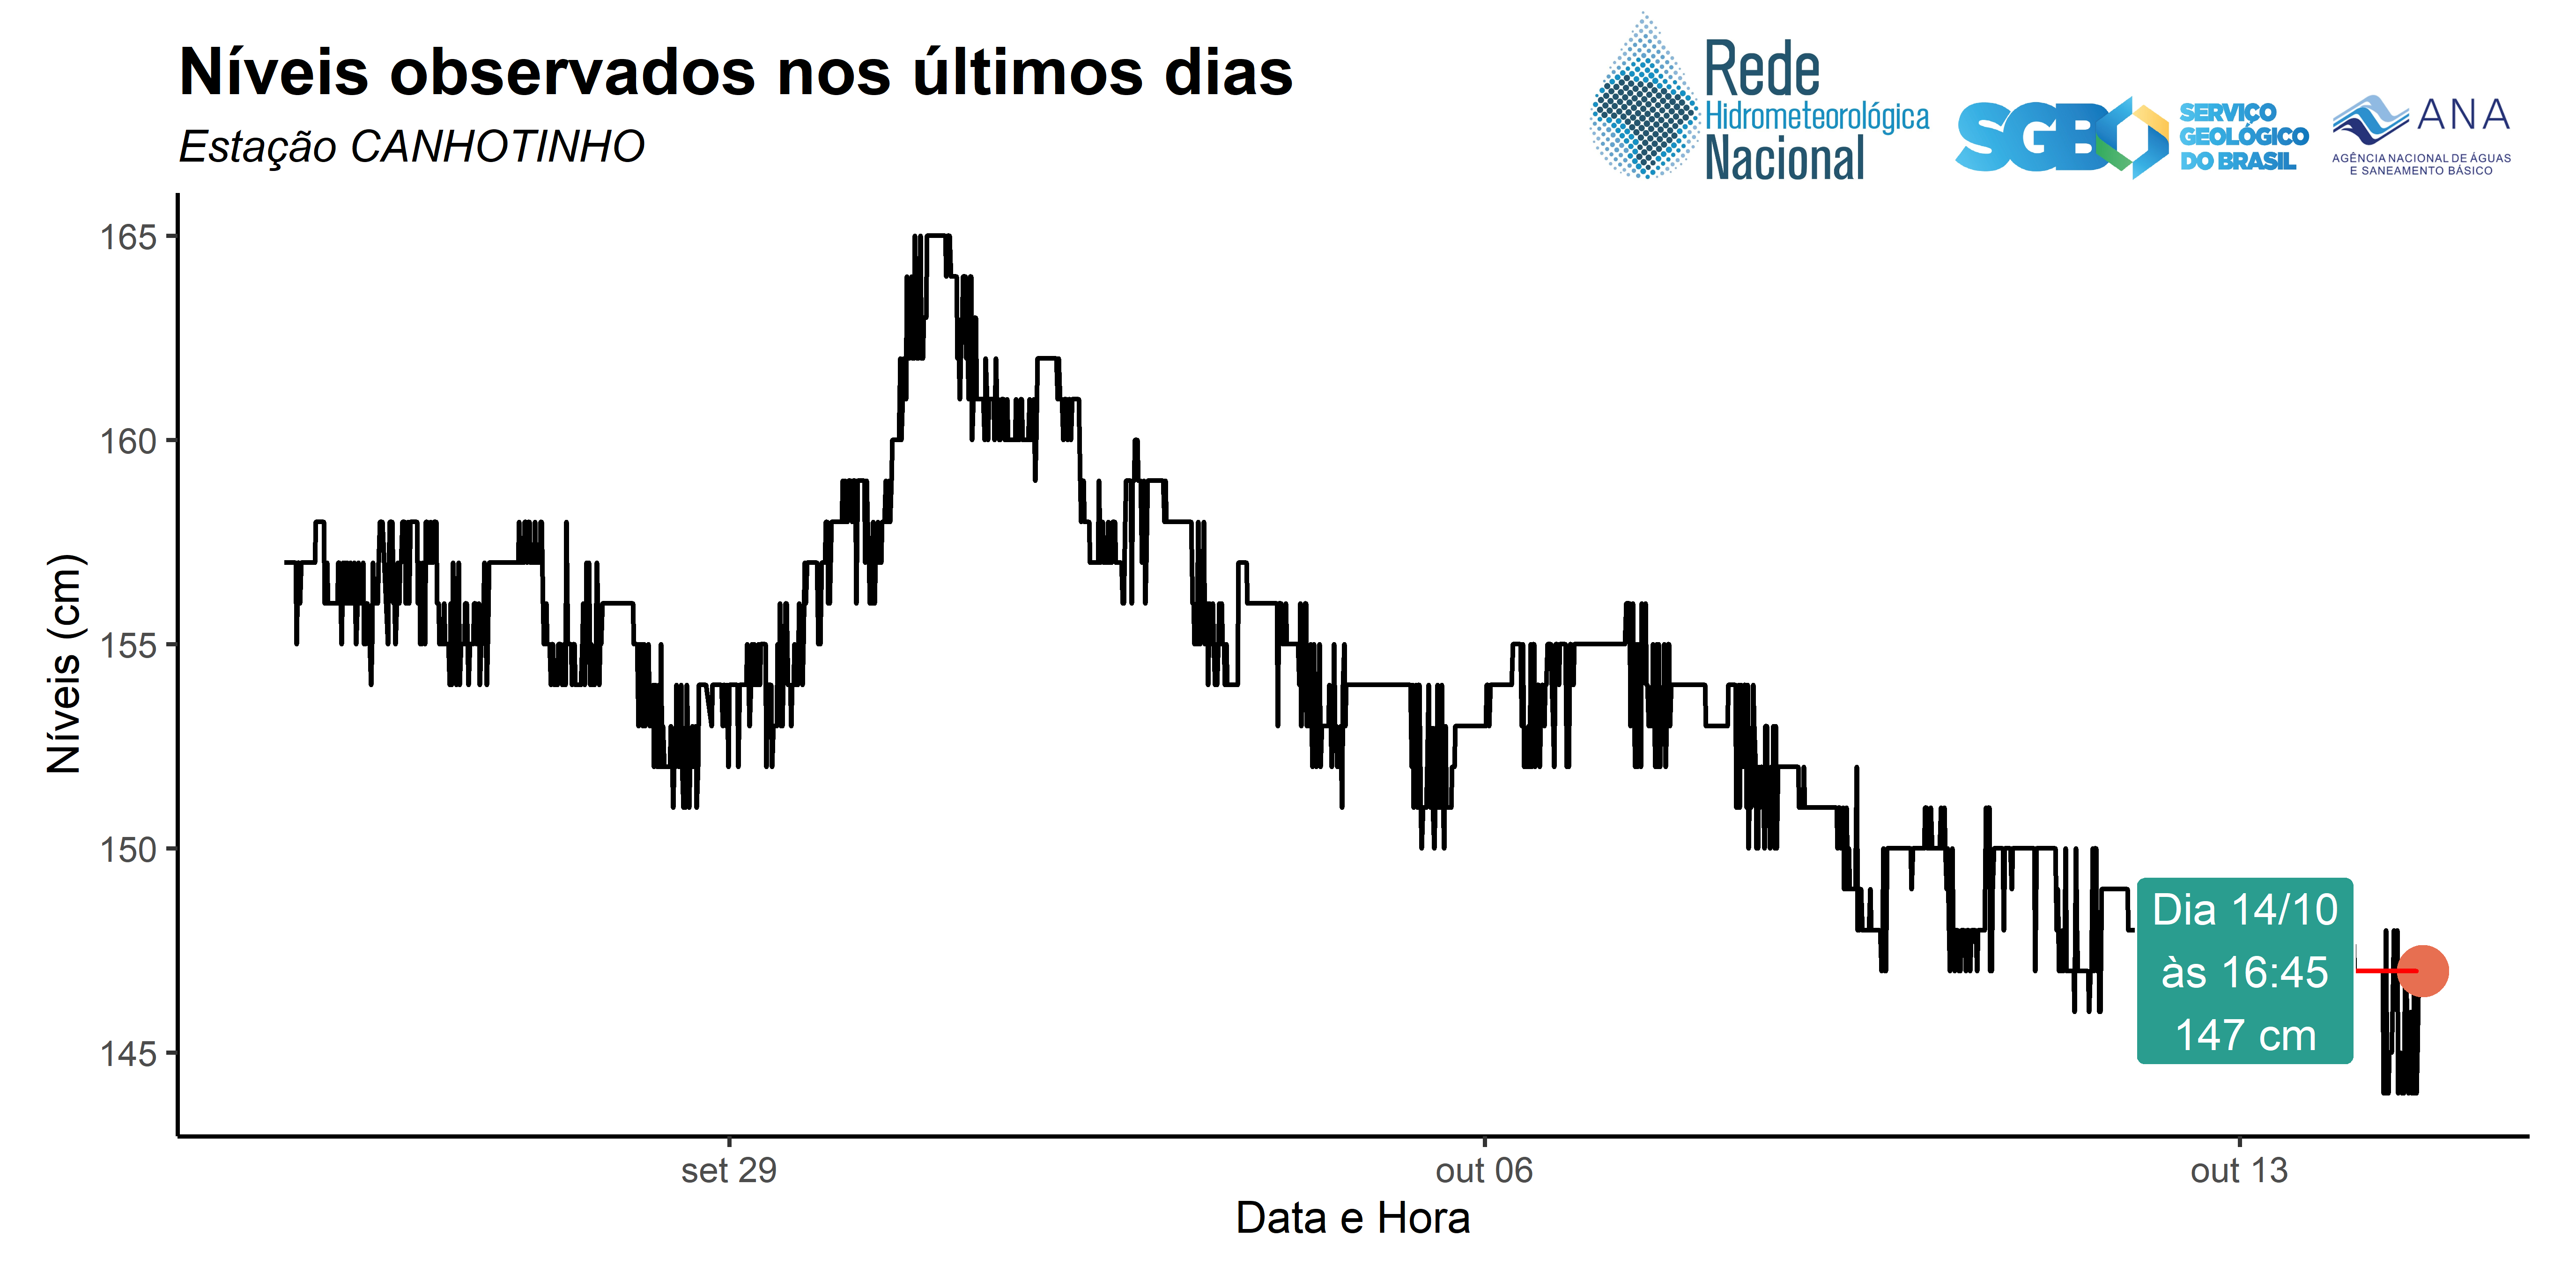 Níveis observados nos últimos dias
Estação CANHOTINHO
Rede
Hidrometeorológica
Nacional
SGB
SERVIÇO
GEOLÓGICO
DO BRASIL
ANA
AGÊNCIA NACIONAL DE ÁGUAS
E SANEAMENTO BÁSICO
Níveis (cm)
165
160
155
150
145
Dia 14/10
às 16:45
147 cm
set 29
out 06
out 13
Data e Hora